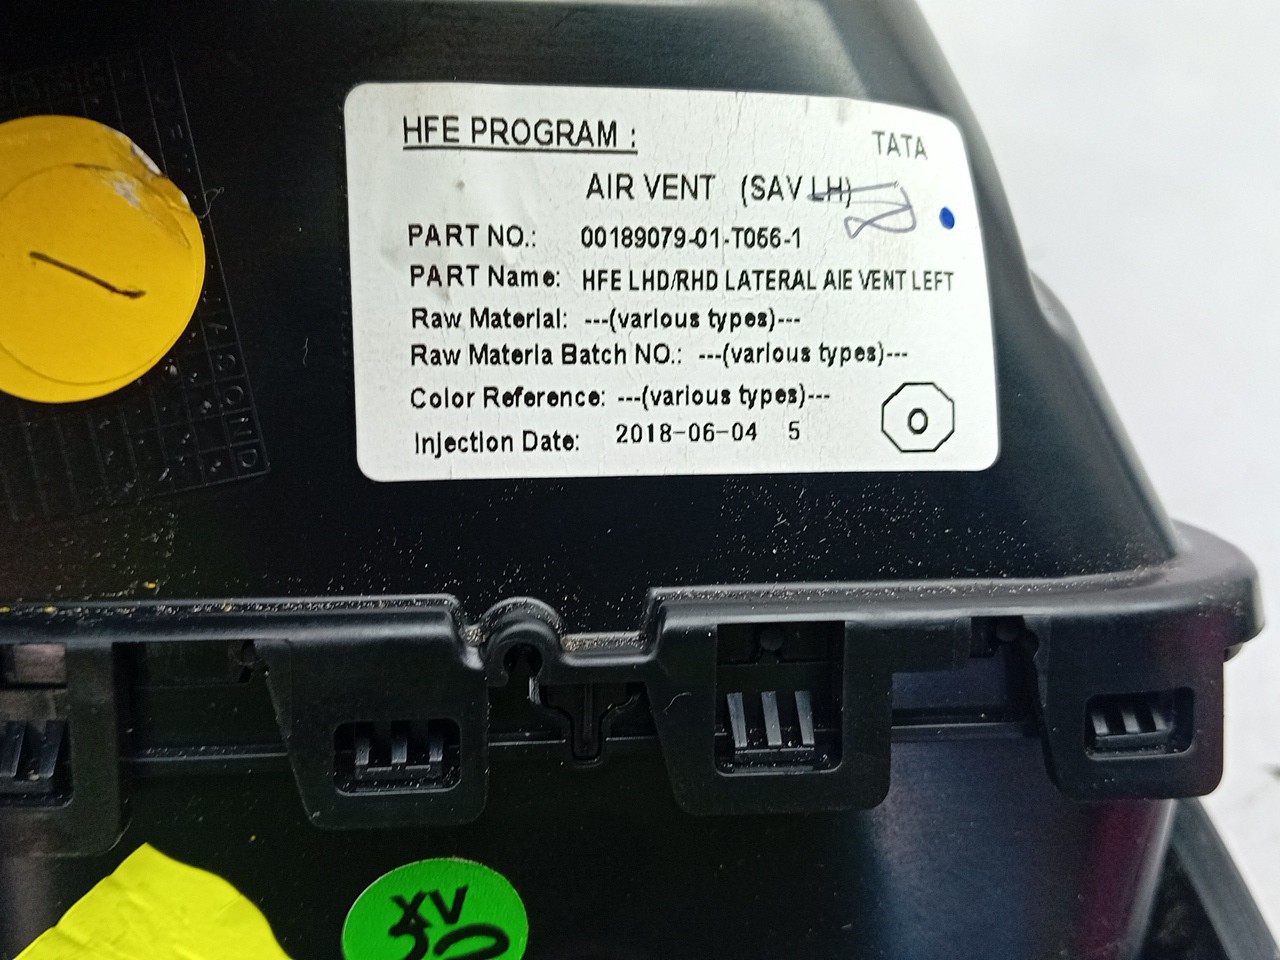 HFE PROGRAM :
TATA
AIR VENT (SAV LH)
PART NO.: 00189079-01-T066-1
PART Name: HFE LHD/RHD LATERAL AIE VENT LEFT
Raw Material: ---(various types)---
Raw Materia Batch NO.: ---(various types)---
Color Reference: ---(various types)---
Injection Date: 2018-06-04 5
XV